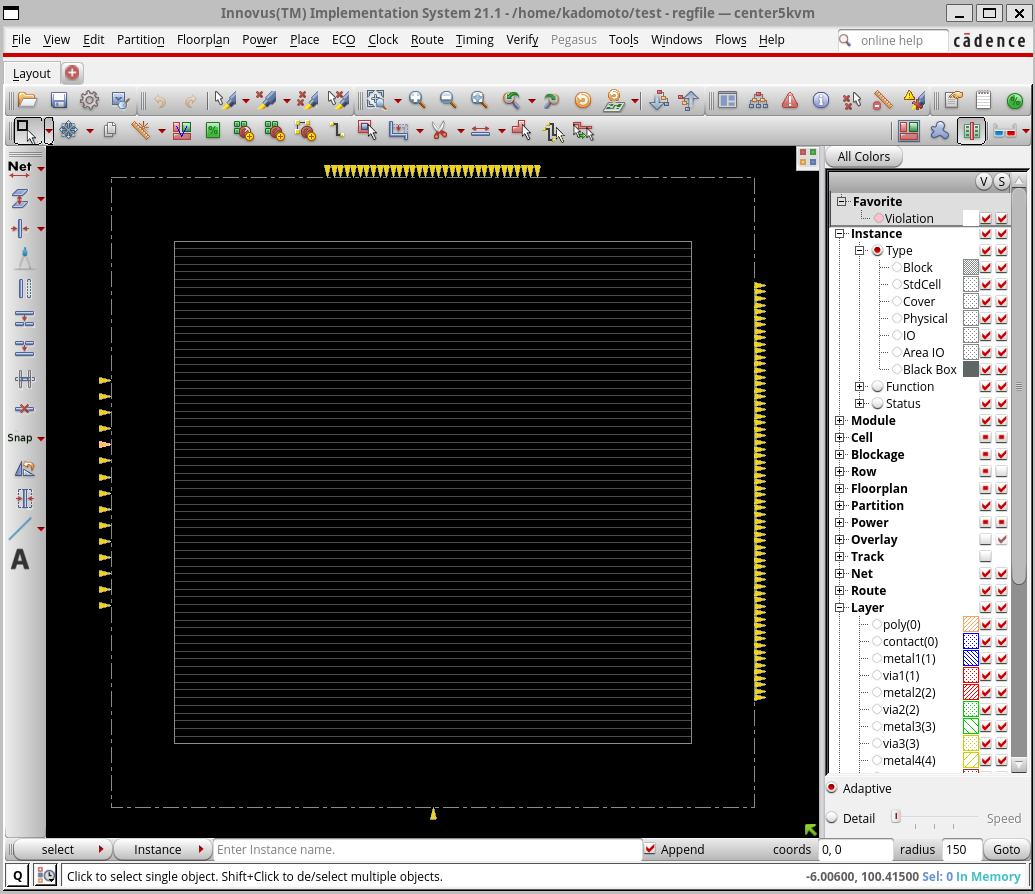 Innovus(TM) Implementation System 21.1 - /home/kadomoto/test - regfile — center5kvm
File View Edit Partition Floorplan Power Place ECO Clock Route Timing Verify Pegasus Tools Windows Flows Help online help cādence
Layout
Net
Snap
A
All Colors
V S
Favorite
Violation
Instance
Type
Block
StdCell
Cover
Physical
IO
Area IO
Black Box
Function
Status
Module
Cell
Blockage
Row
Floorplan
Partition
Power
Overlay
Track
Net
Route
Layer
poly(0)
contact(0)
metal1(1)
via1(1)
metal2(2)
via2(2)
metal3(3)
via3(3)
metal4(4)
Adaptive
Detail Speed
select Instance Enter Instance name. Append coords 0, 0 radius 150 Goto
Q Click to select single object. Shift+Click to de/select multiple objects. -6.00600, 100.41500 Sel: 0 In Memory